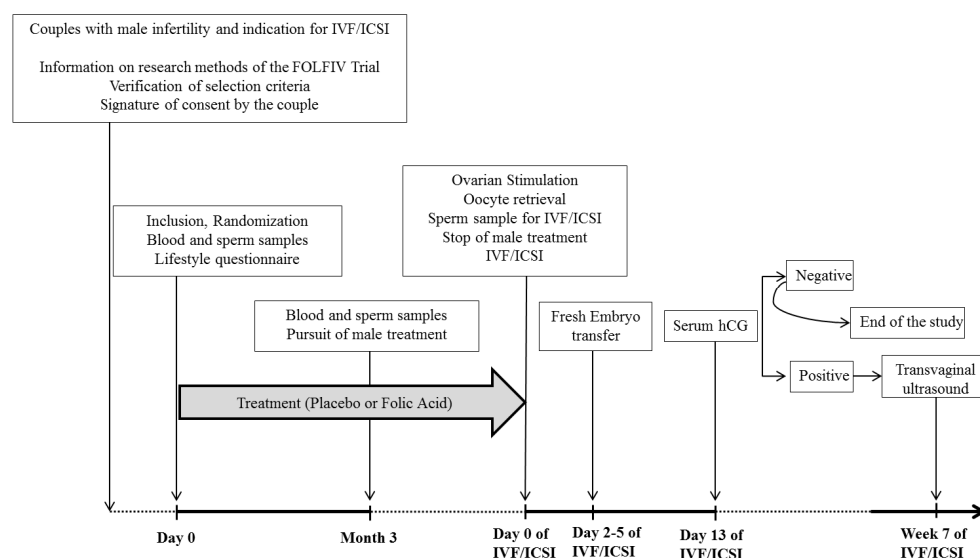 Couples with male infertility and indication for IVF/ICSI
Information on research methods of the FOLFIV Trial
Verification of selection criteria
Signature of consent by the couple
Inclusion, Randomization
Blood and sperm samples
Lifestyle questionnaire
Blood and sperm samples
Pursuit of male treatment
Ovarian Stimulation
Oocyte retrieval
Sperm sample for IVF/ICSI
Stop of male treatment
IVF/ICSI
Fresh Embryo
transfer
Serum hCG
Negative
End of the study
Positive
Transvaginal
ultrasound
Treatment (Placebo or Folic Acid)
Day 0
Month 3
Day 0 of
IVF/ICSI
Day 2-5 of
IVF/ICSI
Day 13 of
IVF/ICSI
Week 7 of
IVF/ICSI